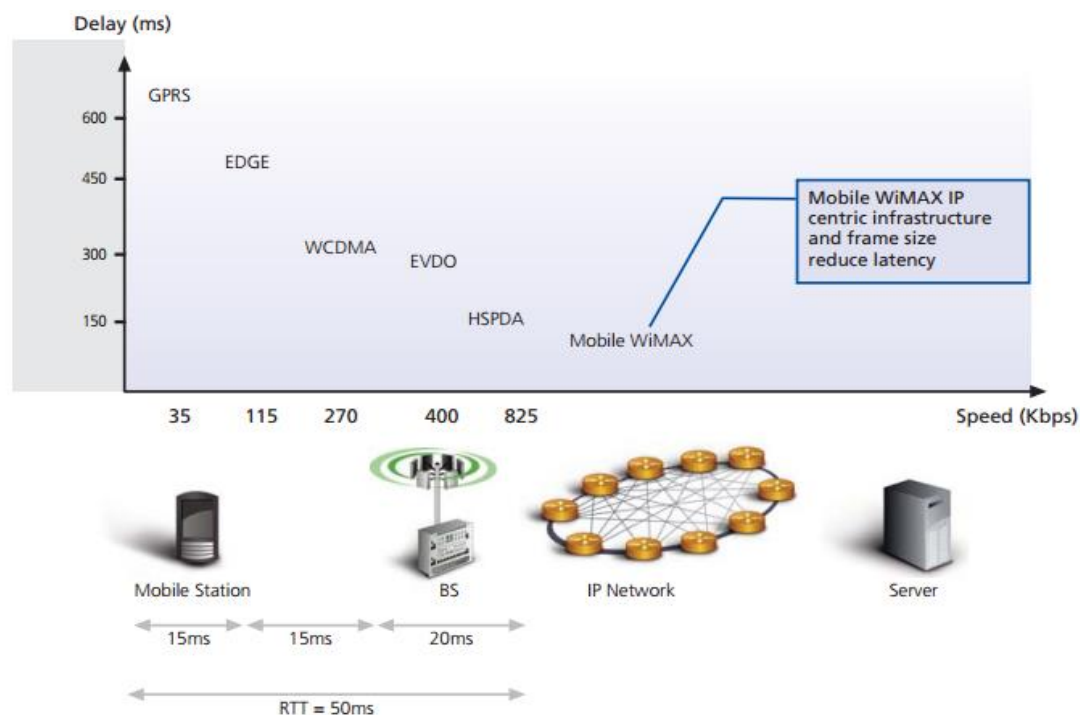 Delay (ms)
GPRS
600
EDGE
450
Mobile WiMAX IP
centric infrastructure
and frame size
reduce latency
WCDMA
300
EVDO
HSPDA
150
Mobile WiMAX
35 115 270 400 825 Speed (Kbps)
Mobile Station BS IP Network Server
15ms 15ms 20ms
RTT = 50ms